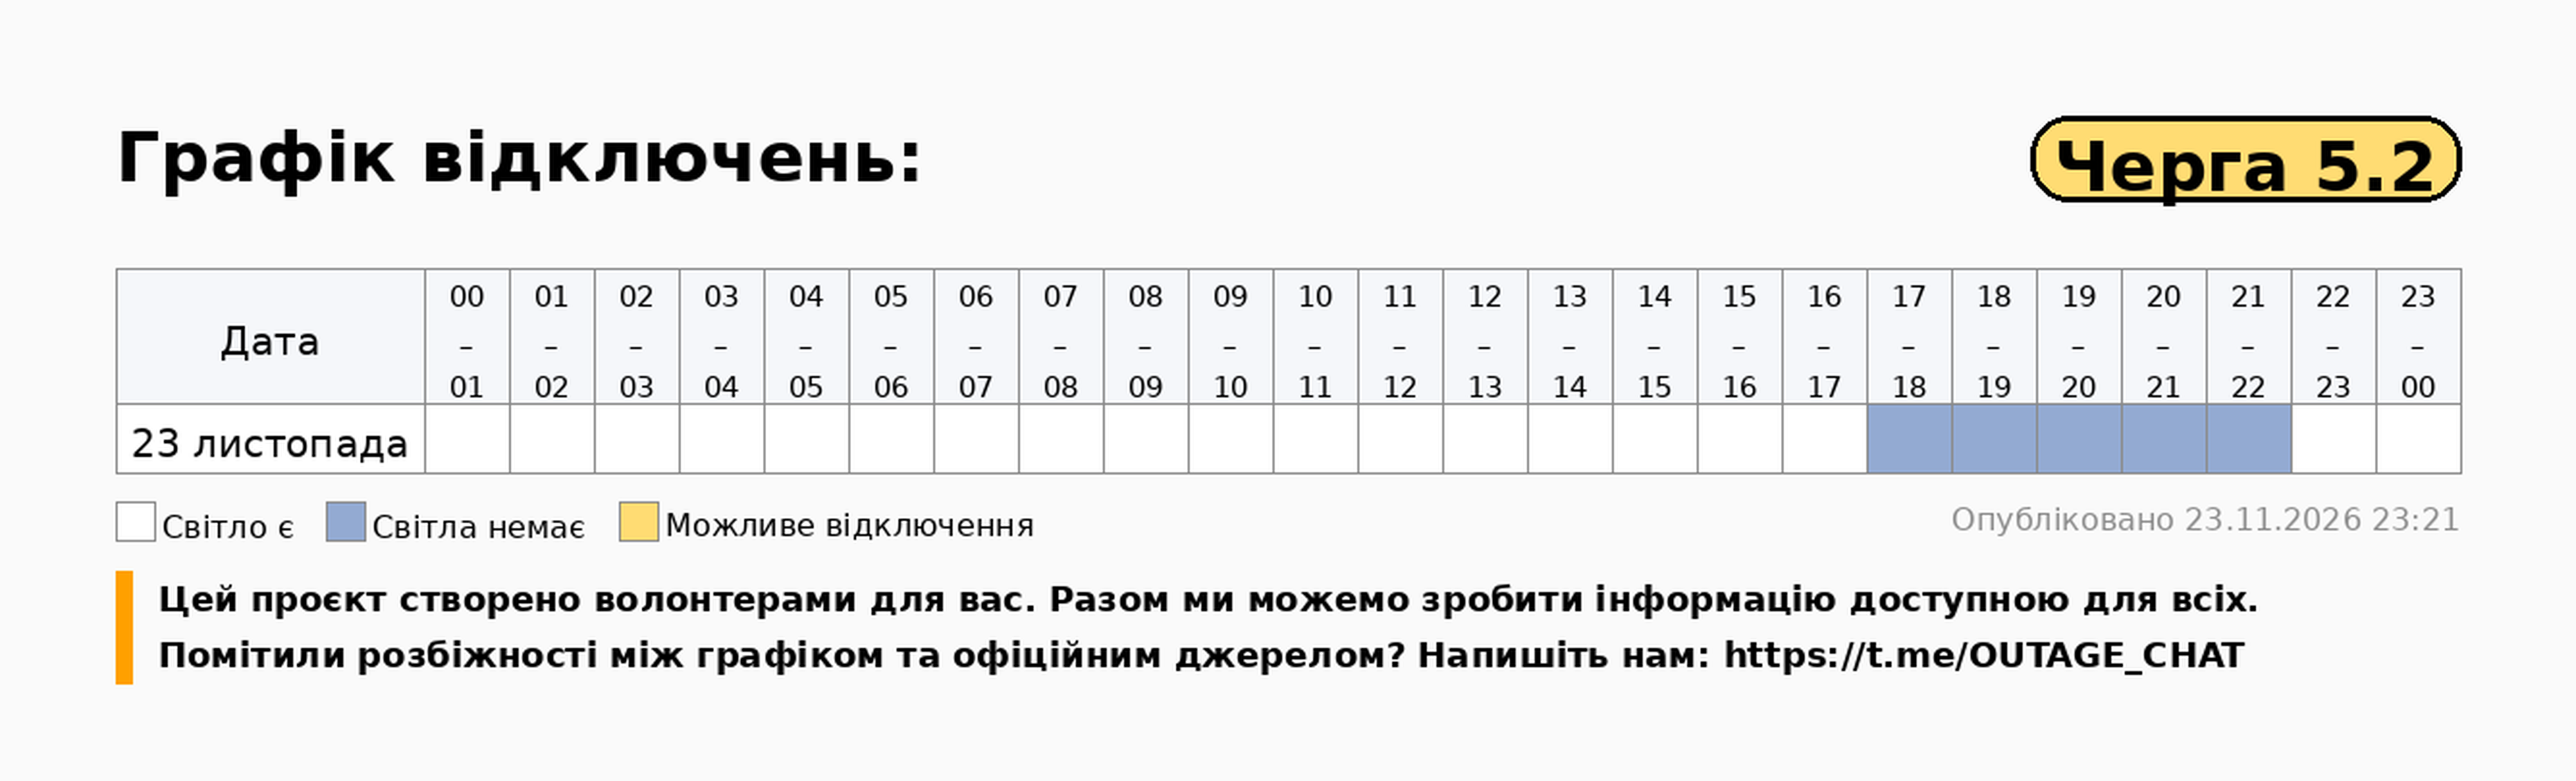 Графік відключень:
Черга 5.2
Дата
00 – 01
01 – 02
02 – 03
03 – 04
04 – 05
05 – 06
06 – 07
07 – 08
08 – 09
09 – 10
10 – 11
11 – 12
12 – 13
13 – 14
14 – 15
15 – 16
16 – 17
17 – 18
18 – 19
19 – 20
20 – 21
21 – 22
22 – 23
23 – 00
23 листопада
Світло є
Світла немає
Можливе відключення
Опубліковано 23.11.2026 23:21
Цей проєкт створено волонтерами для вас. Разом ми можемо зробити інформацію доступною для всіх.
Помітили розбіжності між графіком та офіційним джерелом? Напишіть нам: https://t.me/OUTAGE_CHAT